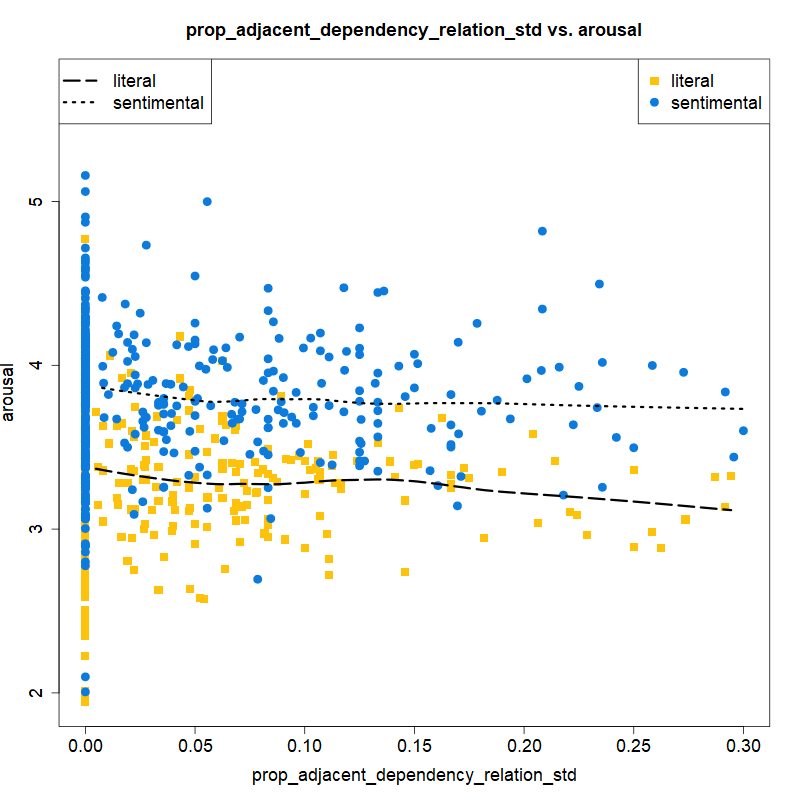 prop_adjacent_dependency_relation_std vs. arousal
literal
sentimental
literal
sentimental
arousal
5
4
3
2
0.00 0.05 0.10 0.15 0.20 0.25 0.30
prop_adjacent_dependency_relation_std